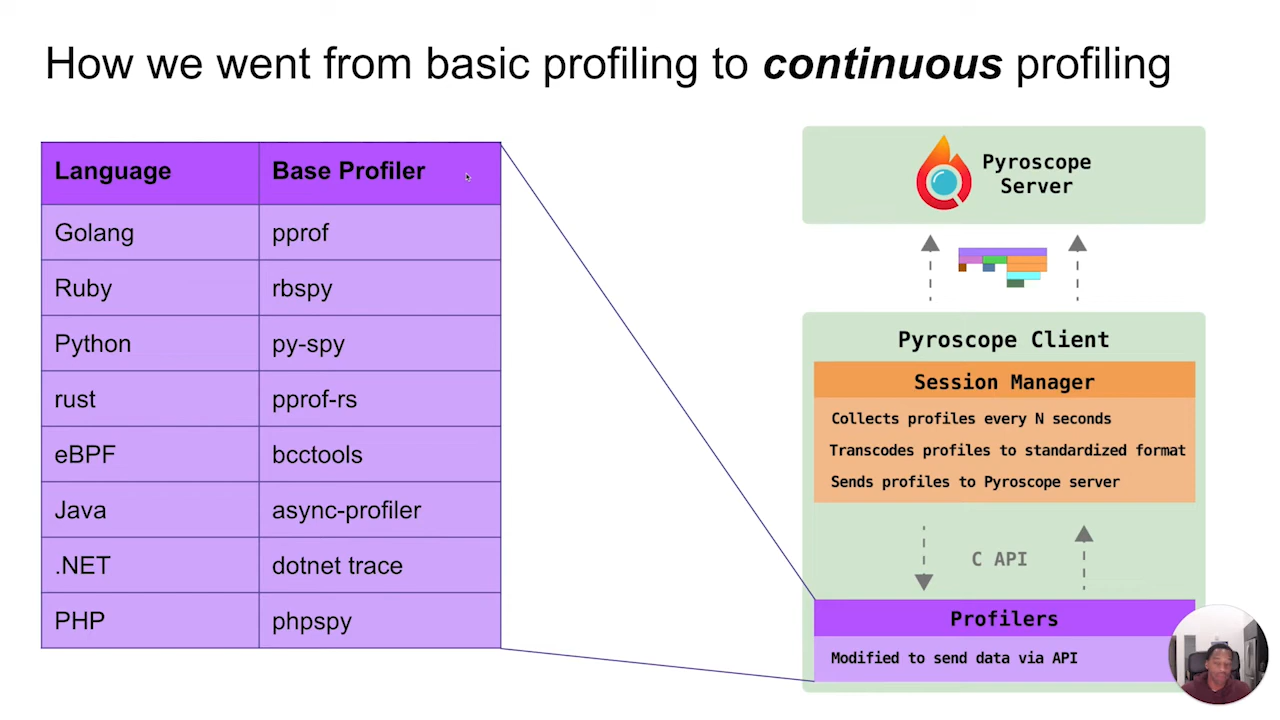 How we went from basic profiling to continuous profiling
Language Base Profiler
Golang pprof
Ruby rbspy
Python py-spy
rust pprof-rs
eBPF bcctools
Java async-profiler
.NET dotnet trace
PHP phpspy
Pyroscope
Server
Pyroscope Client
Session Manager
Collects profiles every N seconds
Transcodes profiles to standardized format
Sends profiles to Pyroscope server
C API
Profilers
Modified to send data via API